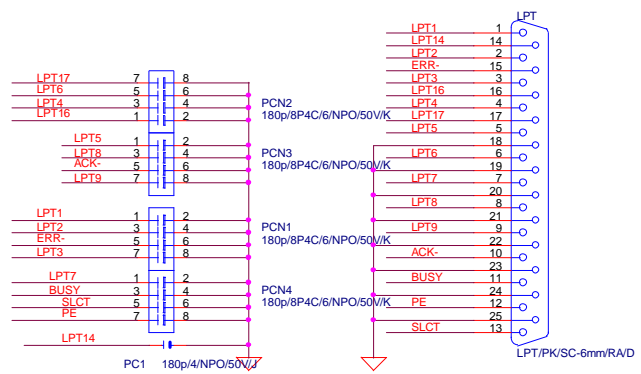 LPT
LPT1 1
LPT14 14
LPT2 2
ERR- 15
LPT3 3
LPT16 16
LPT4 4
LPT17 17
LPT5 5
18
LPT6 6
19
LPT7 7
20
LPT8 8
21
LPT9 9
22
ACK- 10
23
BUSY 11
24
PE 12
25
SLCT 13
LPT/PK/SC-6mm/RA/D
LPT17 7 8
LPT6 5 6
LPT4 3 4
LPT16 1 2
PCN2
180p/8P4C/6/NPO/50V/K
LPT5 1 2
LPT8 3 4
ACK- 5 6
LPT9 7 8
PCN3
180p/8P4C/6/NPO/50V/K
LPT1 1 2
LPT2 3 4
ERR- 5 6
LPT3 7 8
PCN1
180p/8P4C/6/NPO/50V/K
LPT7 1 2
BUSY 3 4
SLCT 5 6
PE 7 8
PCN4
180p/8P4C/6/NPO/50V/K
LPT14
PC1 180p/4/NPO/50V/J